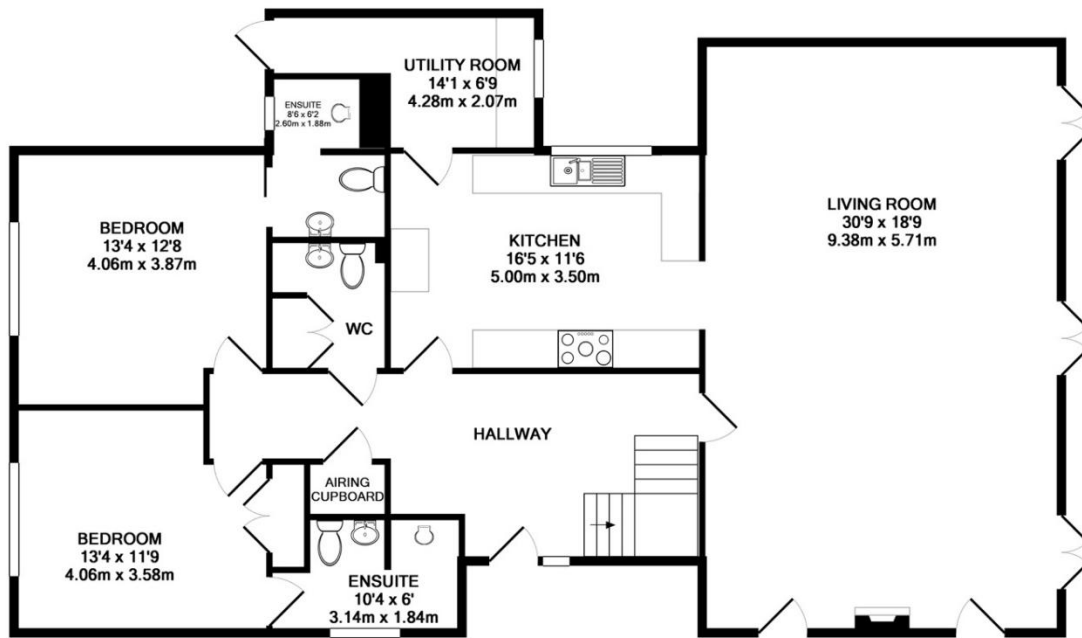 UTILITY ROOM
14'1 x 6'9
4.28m x 2.07m
ENSUITE
8'6 x 6'2
2.60m x 1.88m
BEDROOM
13'4 x 12'8
4.06m x 3.87m
KITCHEN
16'5 x 11'6
5.00m x 3.50m
LIVING ROOM
30'9 x 18'9
9.38m x 5.71m
WC
HALLWAY
AIRING
CUPBOARD
BEDROOM
13'4 x 11'9
4.06m x 3.58m
ENSUITE
10'4 x 6'
3.14m x 1.84m